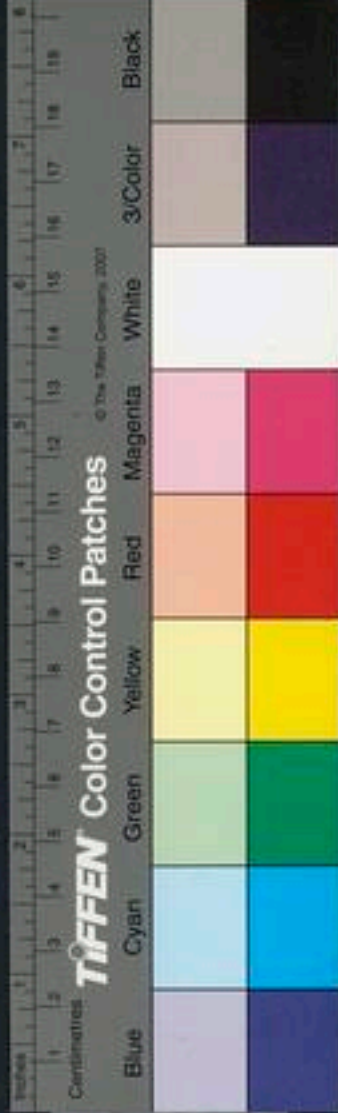 Inches 1 2 3 4 5 6 7 8
1 2 3 4 5 6 7 8 9 10 11 12 13 14 15 16 17 18 19
Centimetres
TIFFEN® Color Control Patches
© The Tiffen Company, 2007
Blue Cyan Green Yellow Red Magenta White 3/Color Black